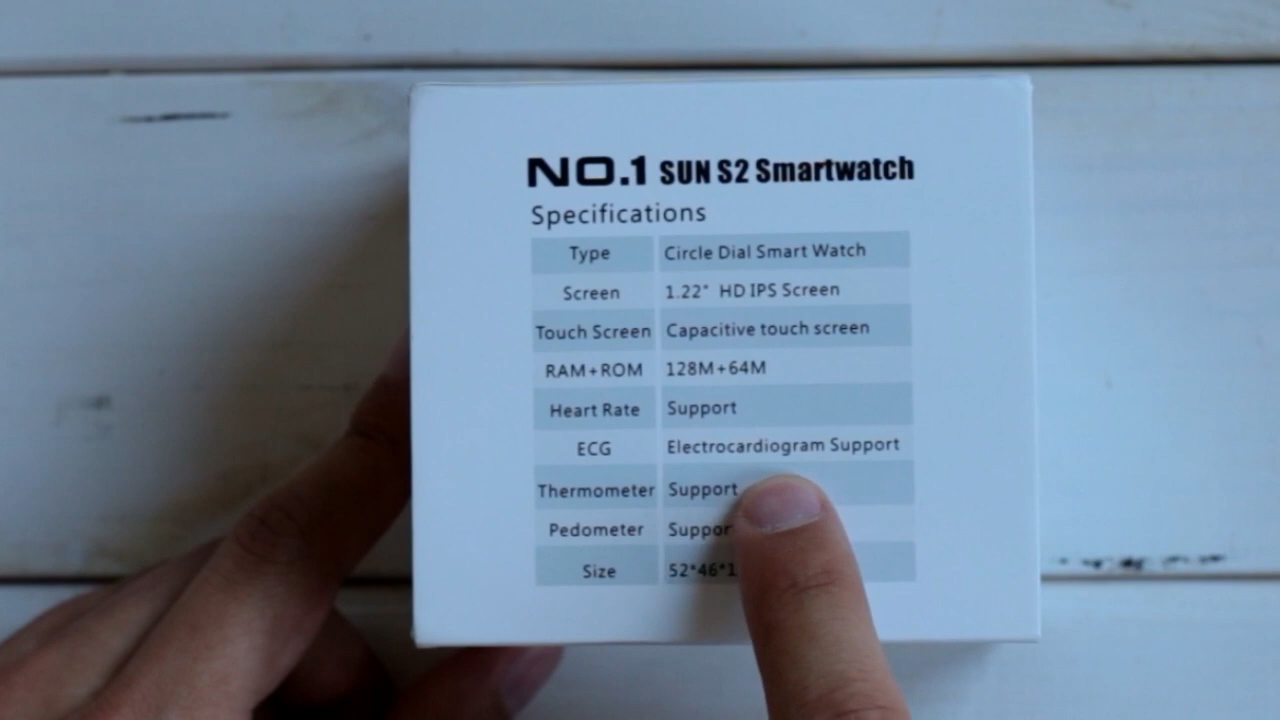 NO.1 SUN S2 Smartwatch
Specifications
Type Circle Dial Smart Watch
Screen 1.22" HD IPS Screen
Touch Screen Capacitive touch screen
RAM+ROM 128M+64M
Heart Rate Support
ECG Electrocardiogram Support
Thermometer Support
Pedometer
Size